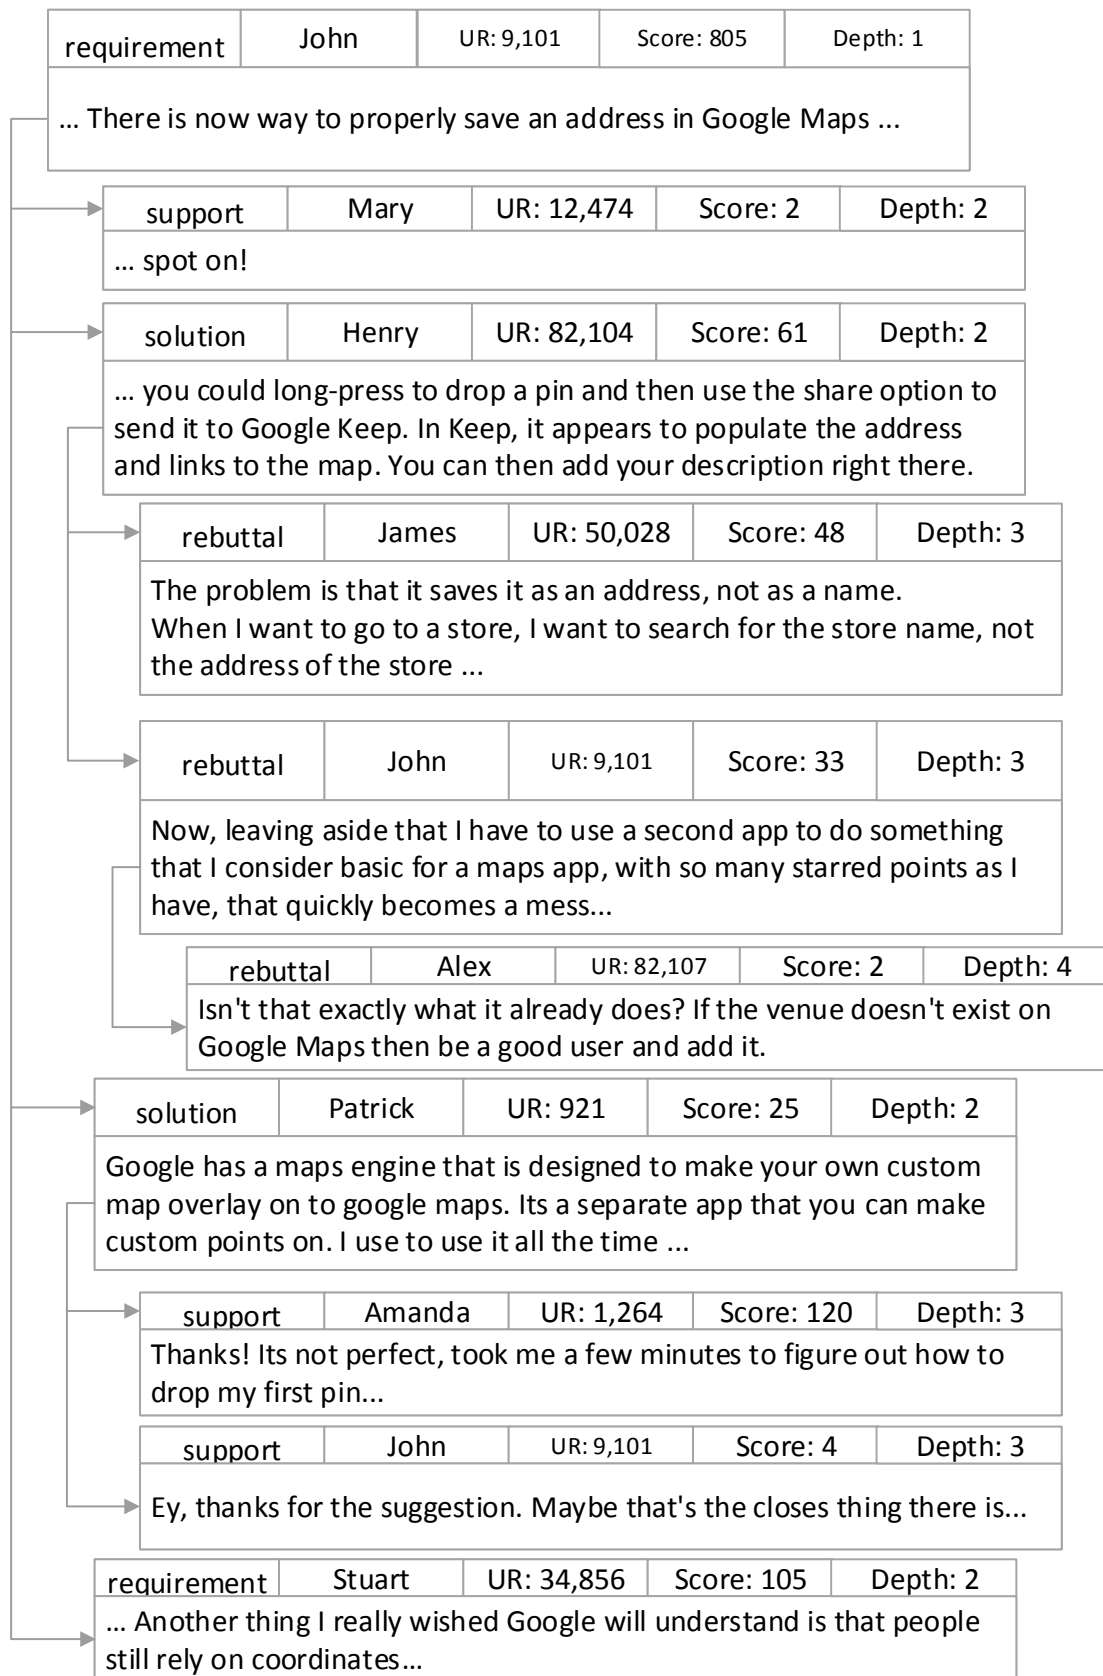 requirement John UR: 9,101 Score: 805 Depth: 1
... There is now way to properly save an address in Google Maps ...
support Mary UR: 12,474 Score: 2 Depth: 2
... spot on!
solution Henry UR: 82,104 Score: 61 Depth: 2
... you could long-press to drop a pin and then use the share option to
send it to Google Keep. In Keep, it appears to populate the address
and links to the map. You can then add your description right there.
rebuttal James UR: 50,028 Score: 48 Depth: 3
The problem is that it saves it as an address, not as a name.
When I want to go to a store, I want to search for the store name, not
the address of the store ...
rebuttal John UR: 9,101 Score: 33 Depth: 3
Now, leaving aside that I have to use a second app to do something
that I consider basic for a maps app, with so many starred points as I
have, that quickly becomes a mess...
rebuttal Alex UR: 82,107 Score: 2 Depth: 4
Isn't that exactly what it already does? If the venue doesn't exist on
Google Maps then be a good user and add it.
solution Patrick UR: 921 Score: 25 Depth: 2
Google has a maps engine that is designed to make your own custom
map overlay on to google maps. Its a separate app that you can make
custom points on. I use to use it all the time ...
support Amanda UR: 1,264 Score: 120 Depth: 3
Thanks! Its not perfect, took me a few minutes to figure out how to
drop my first pin...
support John UR: 9,101 Score: 4 Depth: 3
Ey, thanks for the suggestion. Maybe that's the closes thing there is...
requirement Stuart UR: 34,856 Score: 105 Depth: 2
... Another thing I really wished Google will understand is that people
still rely on coordinates...